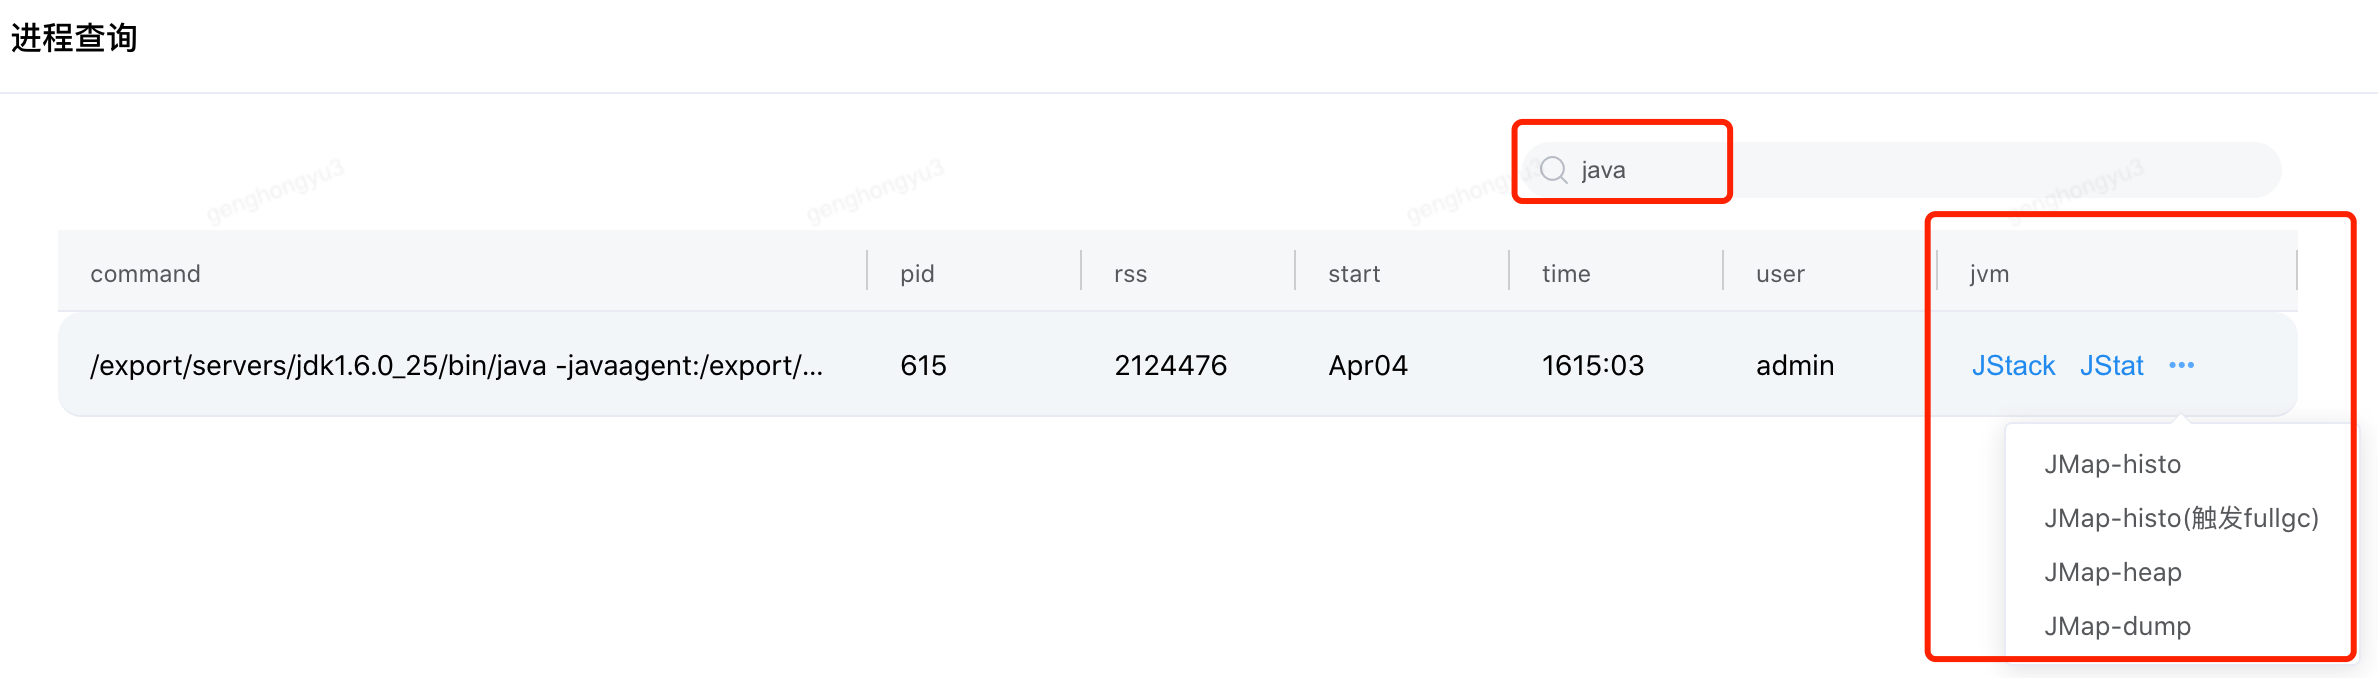 进程查询
java
genghongyu3 genghongyu3 genghongyu3 genghongyu3
command pid rss start time user jvm
/export/servers/jdk1.6.0_25/bin/java -javaagent:/export/... 615 2124476 Apr04 1615:03 admin JStack JStat ···
JMap-histo
JMap-histo(触发fullgc)
JMap-heap
JMap-dump